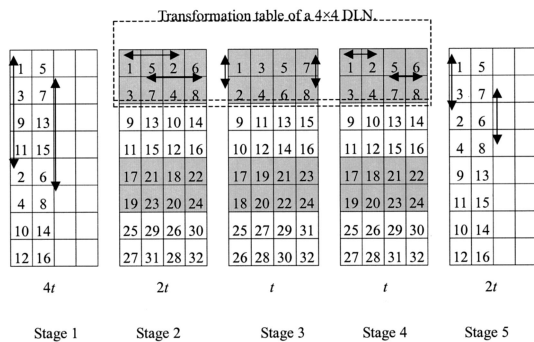 Transformation table of a 4×4 DLN.
1 5 1 5 2 6 1 3 5 7 1 2 5 6 1 5
3 7 3 7 4 8 2 4 6 8 3 4 7 8 3 7
9 13 9 13 10 14 9 11 13 15 9 10 13 14 2 6
11 15 11 15 12 16 10 12 14 16 11 12 15 16 4 8
2 6 17 21 18 22 17 19 21 23 17 18 21 22 9 13
4 8 19 23 20 24 18 20 22 24 19 20 23 24 11 15
10 14 25 29 26 30 25 27 29 31 25 26 29 30 10 14
12 16 27 31 28 32 26 28 30 32 27 28 31 32 12 16
4t 2t t t 2t
Stage 1 Stage 2 Stage 3 Stage 4 Stage 5